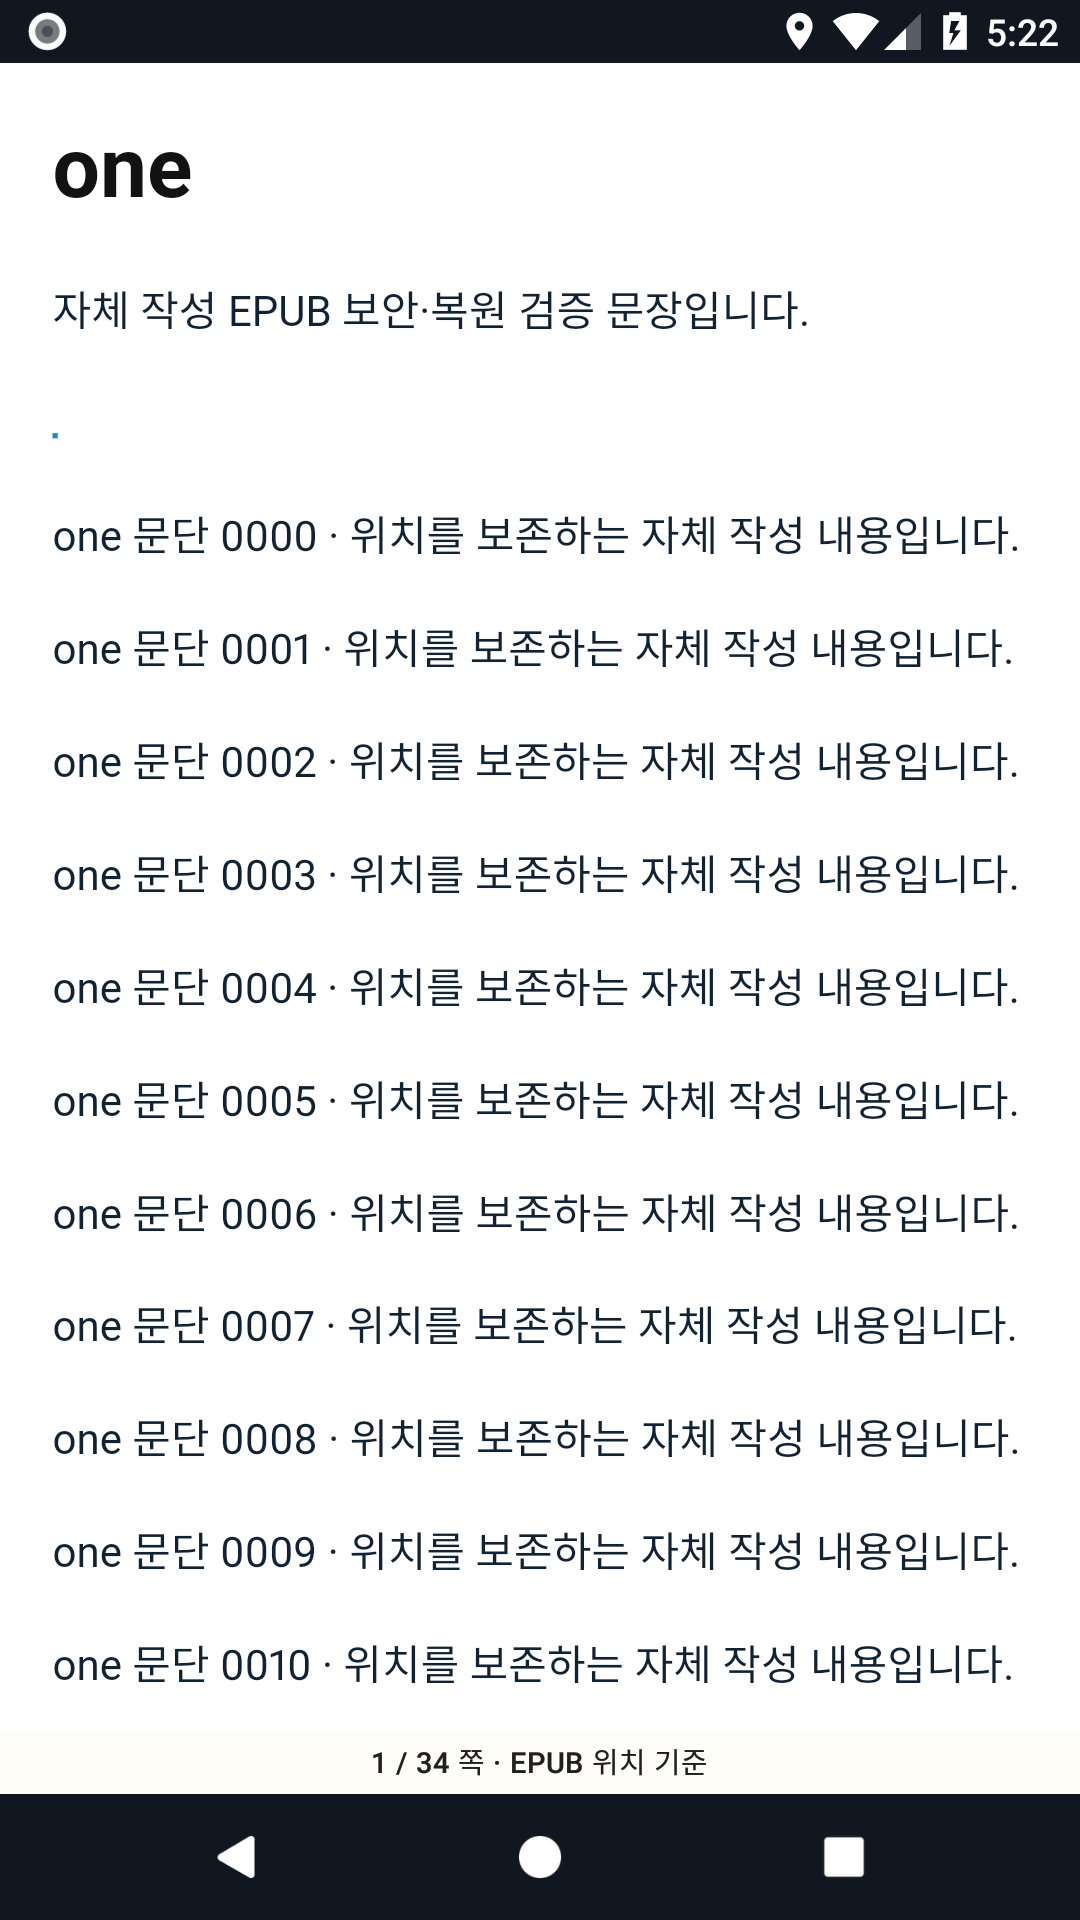 5:22
one
자체 작성 EPUB 보안·복원 검증 문장입니다.
one 문단 0000 · 위치를 보존하는 자체 작성 내용입니다.
one 문단 0001 · 위치를 보존하는 자체 작성 내용입니다.
one 문단 0002 · 위치를 보존하는 자체 작성 내용입니다.
one 문단 0003 · 위치를 보존하는 자체 작성 내용입니다.
one 문단 0004 · 위치를 보존하는 자체 작성 내용입니다.
one 문단 0005 · 위치를 보존하는 자체 작성 내용입니다.
one 문단 0006 · 위치를 보존하는 자체 작성 내용입니다.
one 문단 0007 · 위치를 보존하는 자체 작성 내용입니다.
one 문단 0008 · 위치를 보존하는 자체 작성 내용입니다.
one 문단 0009 · 위치를 보존하는 자체 작성 내용입니다.
one 문단 0010 · 위치를 보존하는 자체 작성 내용입니다.
1 / 34 쪽 · EPUB 위치 기준